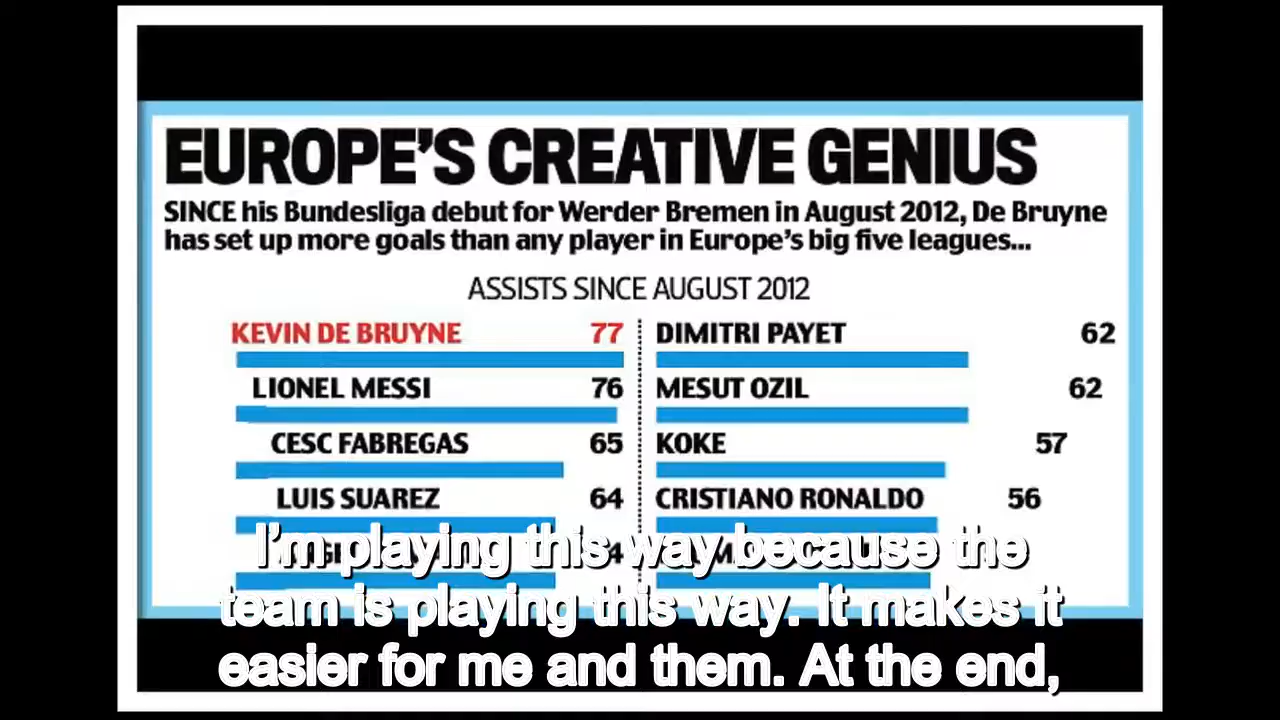 EUROPE'S CREATIVE GENIUS
SINCE his Bundesliga debut for Werder Bremen in August 2012, De Bruyne
has set up more goals than any player in Europe's big five leagues...
ASSISTS SINCE AUGUST 2012
KEVIN DE BRUYNE 77
LIONEL MESSI 76
CESC FABREGAS 65
LUIS SUAREZ 64
DIMITRI PAYET 62
MESUT OZIL 62
KOKE 57
CRISTIANO RONALDO 56
I'm playing this way because the
team is playing this way. It makes it
easier for me and them. At the end,